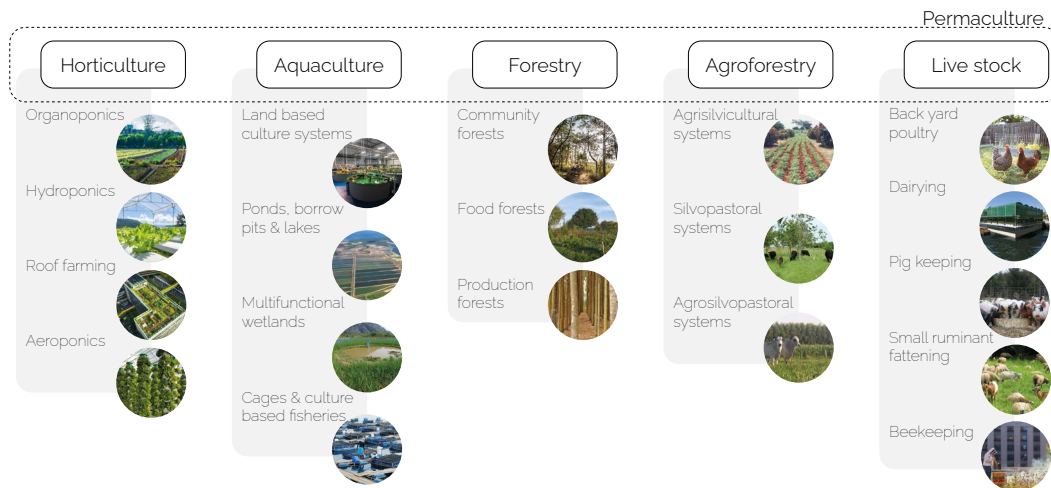 Permaculture
Horticulture
Organoponics
Hydroponics
Roof farming
Aeroponics
Aquaculture
Land based
culture systems
Ponds, borrow
pits & lakes
Multifunctional
wetlands
Cages & culture
based fisheries
Forestry
Community
forests
Food forests
Production
forests
Agroforestry
Agrisilvicultural
systems
Silvopastoral
systems
Agrosilvopastoral
systems
Live stock
Back yard
poultry
Dairying
Pig keeping
Small ruminant
fattening
Beekeeping